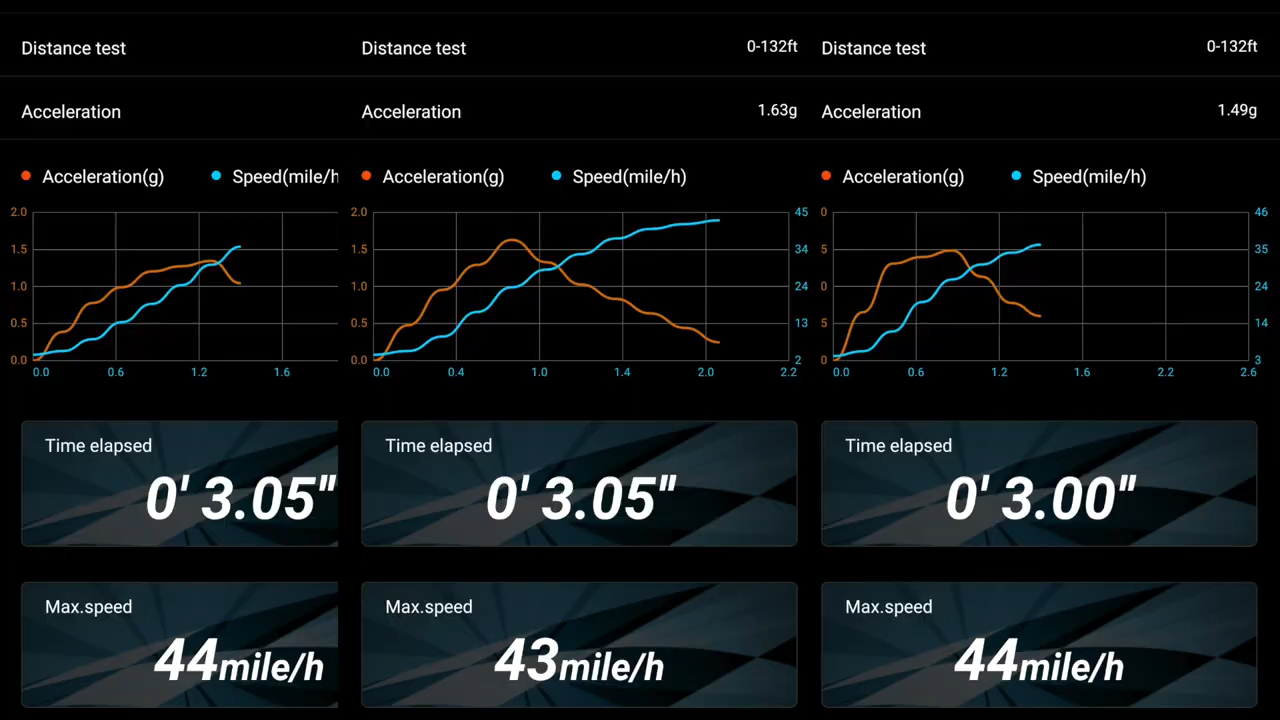 Distance test
Acceleration
Acceleration(g) Speed(mile/h
2.0
1.5
1.0
0.5
0.0
0.0 0.6 1.2 1.6
Time elapsed
0' 3.05"
Max.speed
44mile/h
Distance test 0-132ft
Acceleration 1.63g
Acceleration(g) Speed(mile/h)
2.0 45
1.5 34
1.0 24
0.5 13
0.0 2
0.0 0.4 1.0 1.4 2.0 2.2
Time elapsed
0' 3.05"
Max.speed
43mile/h
Distance test 0-132ft
Acceleration 1.49g
Acceleration(g) Speed(mile/h)
0 46
5 35
0 24
5 14
0 3
0.0 0.6 1.2 1.6 2.2 2.6
Time elapsed
0' 3.00"
Max.speed
44mile/h